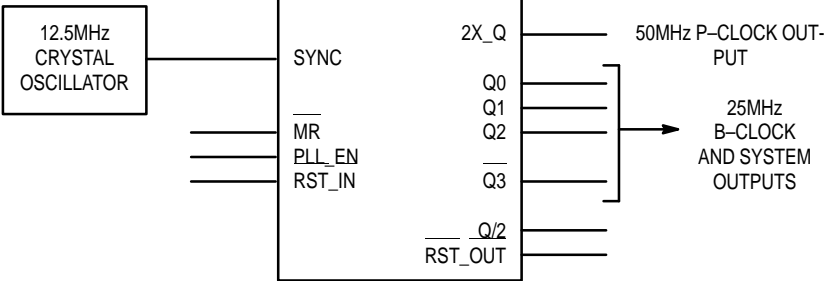 12.5MHz
CRYSTAL
OSCILLATOR
SYNC
MR
PLL_EN
RST_IN
2X_Q
Q0
Q1
Q2
Q3
Q/2
RST_OUT
50MHz P–CLOCK OUT-
PUT
25MHz
B–CLOCK
AND SYSTEM
OUTPUTS